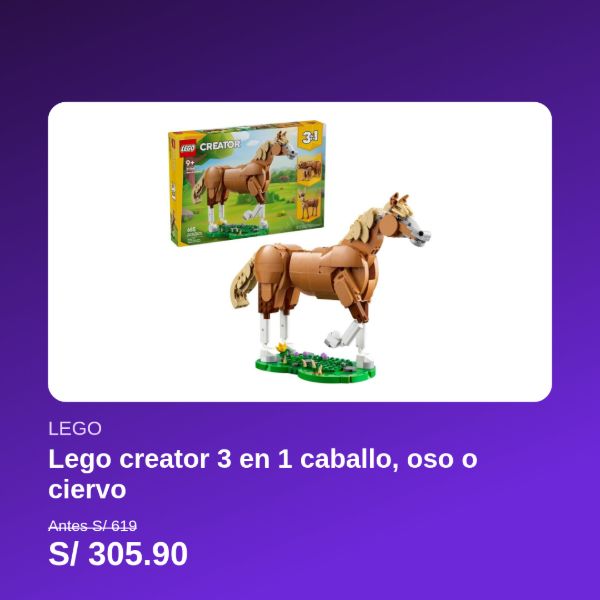 LEGO
CREATOR
3in1
9+
LEGO
Lego creator 3 en 1 caballo, oso o
ciervo
Antes S/ 619
S/ 305.90